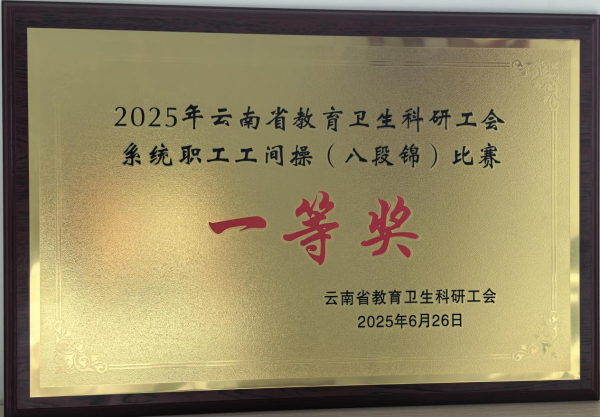 2025年云南省教育卫生科研工会
系统职工工间操（八段锦）比赛
一等奖
云南省教育卫生科研工会
2025年6月26日